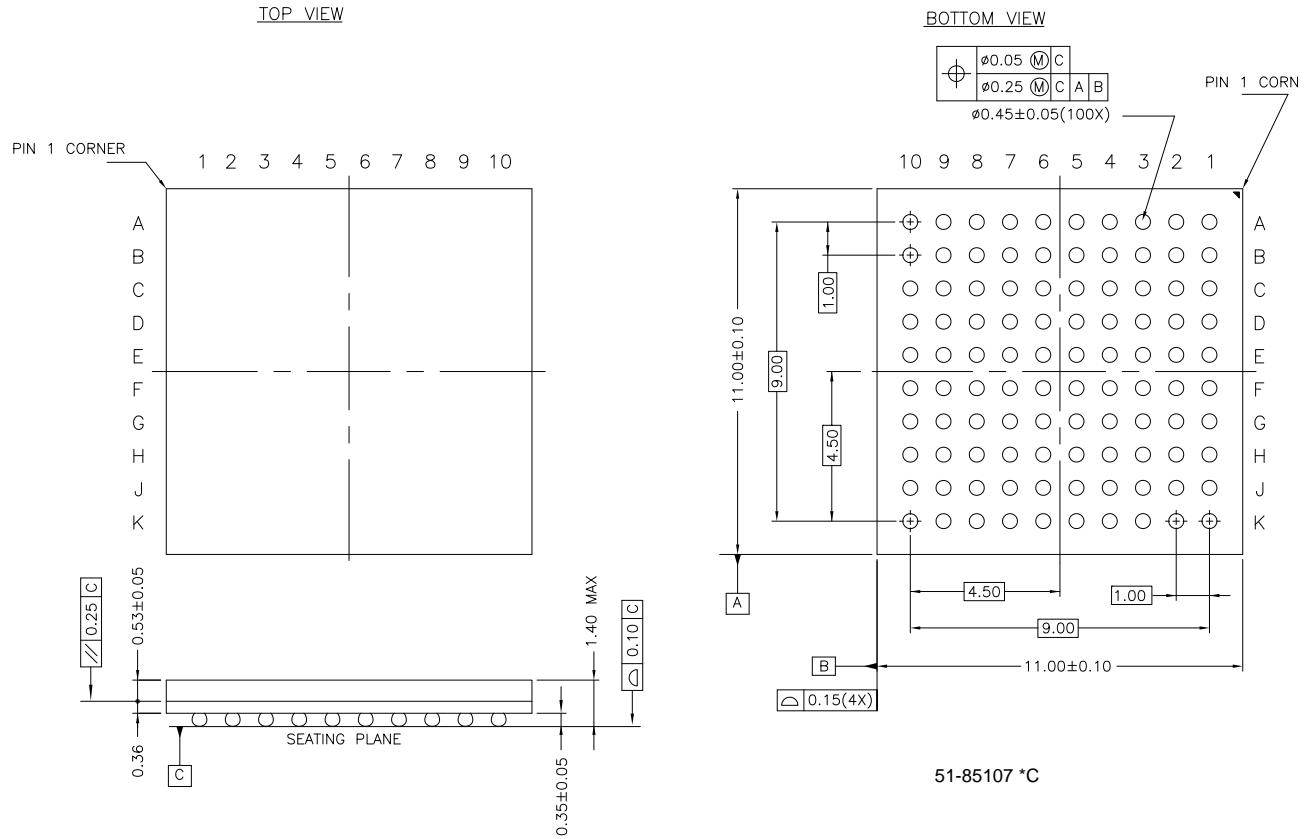 TOP VIEW
PIN 1 CORNER
1 2 3 4 5 6 7 8 9 10
A
B
C
D
E
F
G
H
J
K
// 0.25 C
0.53±0.05
0.36
C
SEATING PLANE
0.35±0.05
1.40 MAX
0.10 C
BOTTOM VIEW
ø0.05 Ⓜ C
ø0.25 Ⓜ C A B
ø0.45±0.05(100X)
PIN 1 CORN
10 9 8 7 6 5 4 3 2 1
A
B
C
D
E
F
G
H
J
K
11.00±0.10
9.00
1.00
4.50
A
4.50
1.00
9.00
B
11.00±0.10
0.15(4X)
51-85107 *C